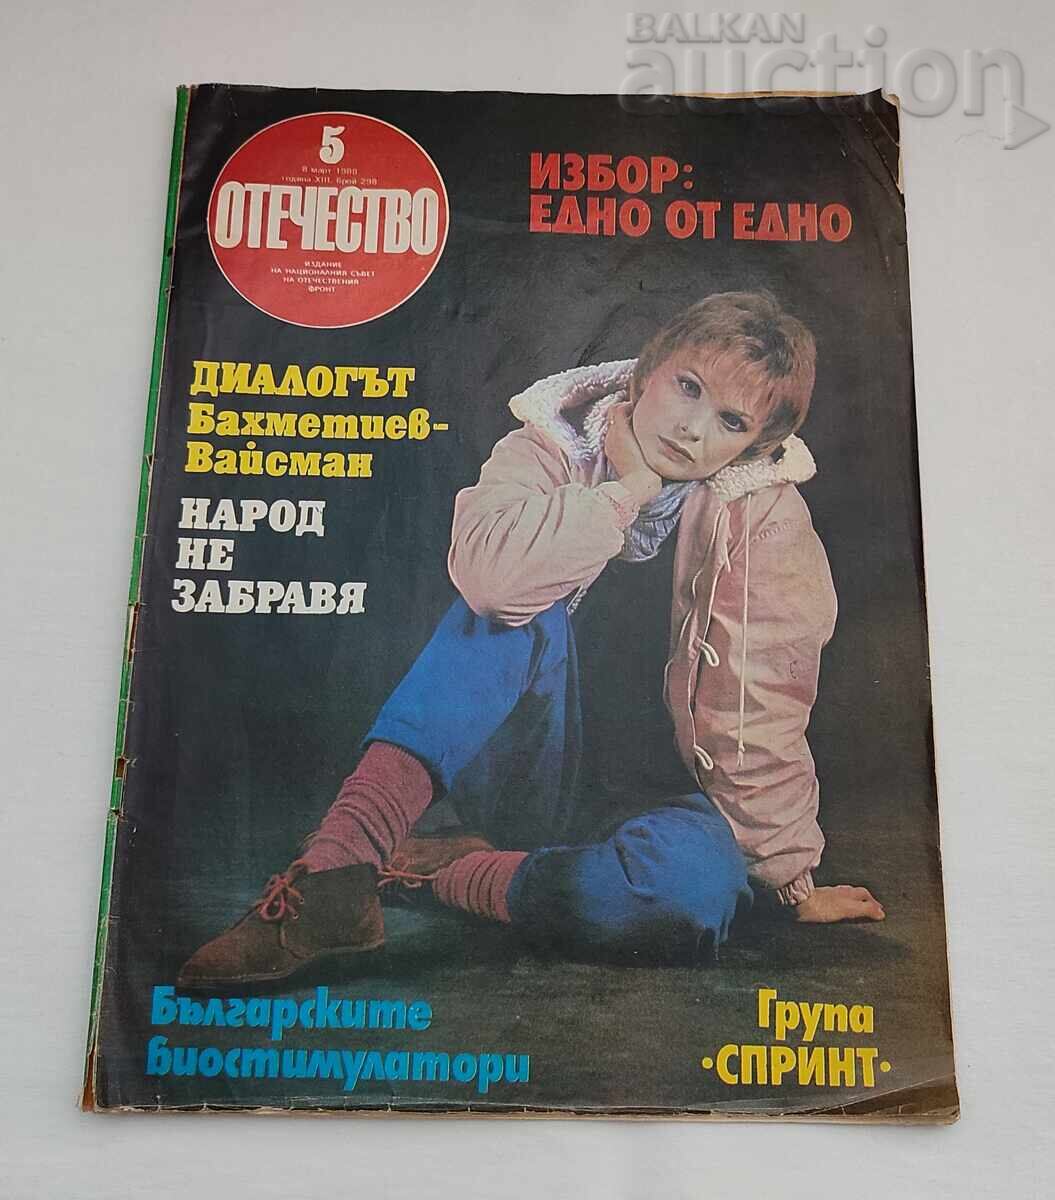 BALKAN
auction
5
8 март 1988
година XIII, брой 298
ОТЕЧЕСТВО
ИЗДАНИЕ
НА НАЦИОНАЛНИЯ СЪВЕТ
НА ОТЕЧЕСТВЕНИЯ
ФРОНТ
ИЗБОР:
ЕДНО ОТ ЕДНО
ДИАЛОГЪТ
Бахметиев-
Вайсман
НАРОД
НЕ
ЗАБРАВЯ
Българските
биостимулатори
Група
•СПРИНТ•